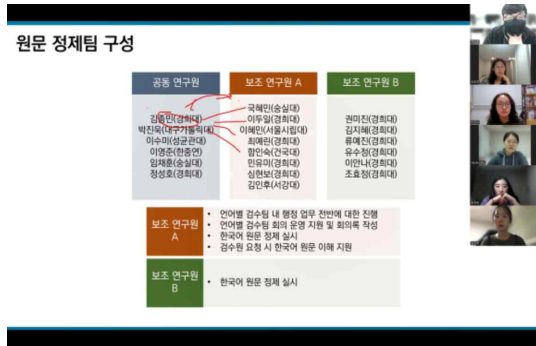 원문 정제팀 구성
공동 연구원
보조 연구원 A
보조 연구원 B
김종민(경희대)
박진욱(대구가톨릭대)
이수미(성균관대)
이영준(한중연)
임채훈(숭실대)
정성호(경희대)
국혜민(숭실대)
이두일(경희대)
이혜민(서울시립대)
최예린(경희대)
함인숙(건국대)
민유미(경희대)
심현보(경희대)
김인후(서강대)
권미진(경희대)
김지혜(경희대)
류예진(경희대)
유수정(경희대)
이안나(경희대)
조효정(경희대)
보조 연구원
A
• 언어별 검수팀 내 행정 업무 전반에 대한 진행
• 언어별 검수팀 회의 운영 지원 및 회의록 작성
• 한국어 원문 정제 실시
• 검수원 요청 시 한국어 원문 이해 지원
보조 연구원
B
• 한국어 원문 정제 실시